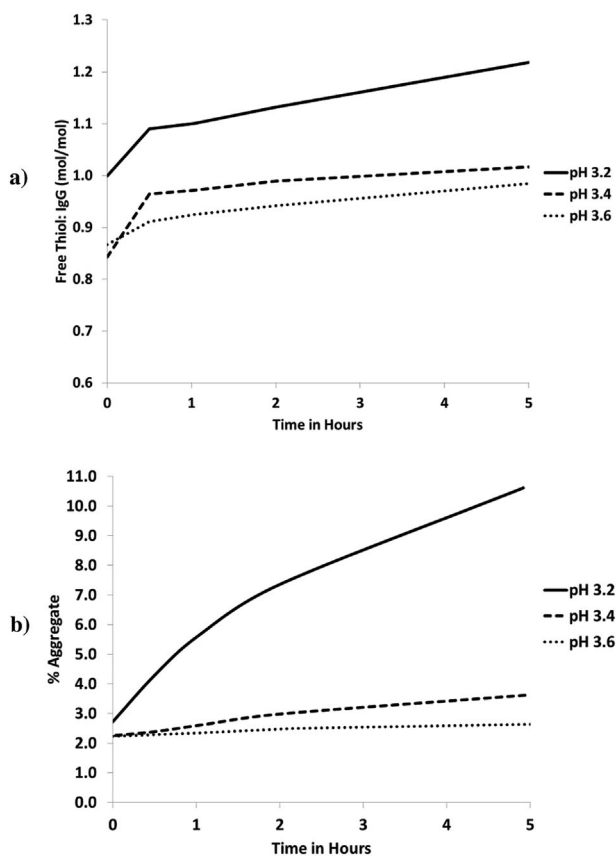 a)
Free Thiol: IgG (mol/mol)
1.3
1.2
1.1
1.0
0.9
0.8
0.7
0.6
0 1 2 3 4 5
Time in Hours
pH 3.2
pH 3.4
pH 3.6
b)
% Aggregate
11.0
10.0
9.0
8.0
7.0
6.0
5.0
4.0
3.0
2.0
1.0
0.0
0 1 2 3 4 5
Time in Hours
pH 3.2
pH 3.4
pH 3.6